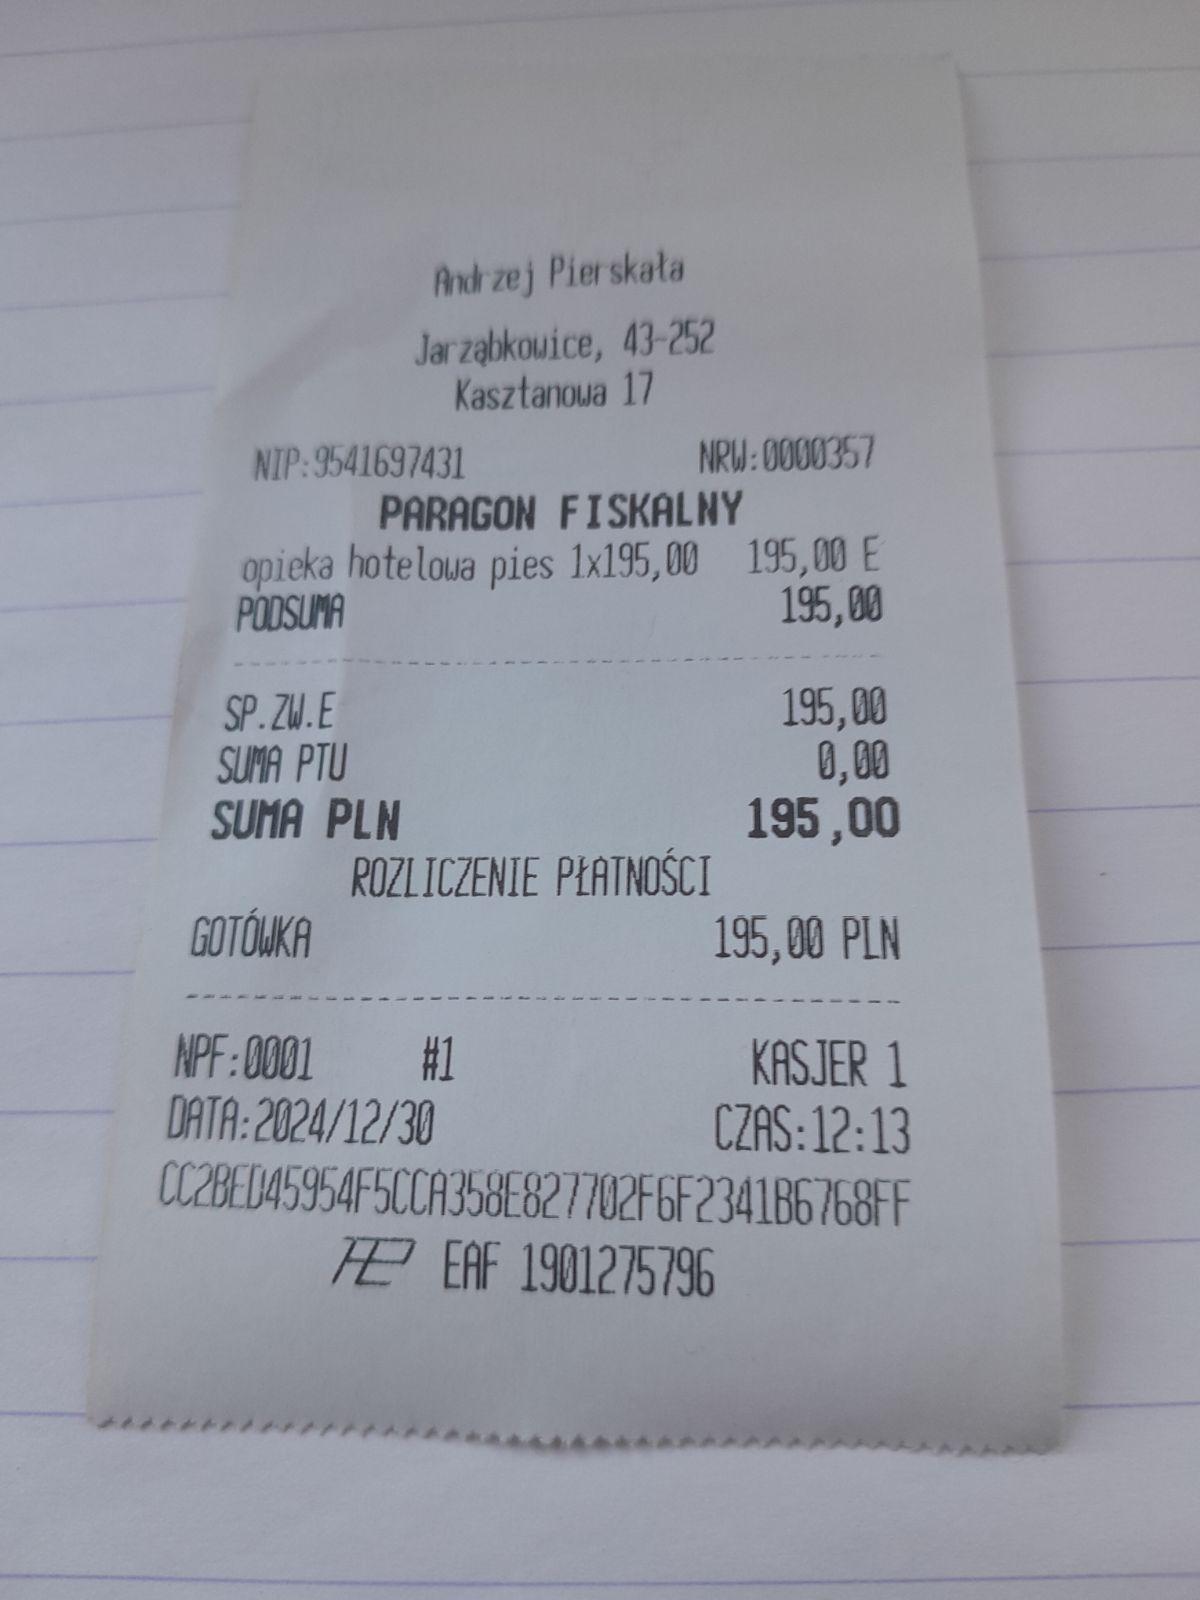 Andrzej Pierskała
Jarząbkowice, 43-252
Kasztanowa 17
NIP:9541697431 NRW:0000357
PARAGON FISKALNY
opieka hotelowa pies 1x195,00 195,00 E
PODSUMA 195,00
SP.ZW.E 195,00
SUMA PTU 0,00
SUMA PLN 195,00
ROZLICZENIE PŁATNOŚCI
GOTÓWKA 195,00 PLN
NPF:0001 #1 KASJER 1
DATA:2024/12/30 CZAS:12:13
CC2BED45954F5CCA358E827702F6F2341B6768FF
EAF 1901275796